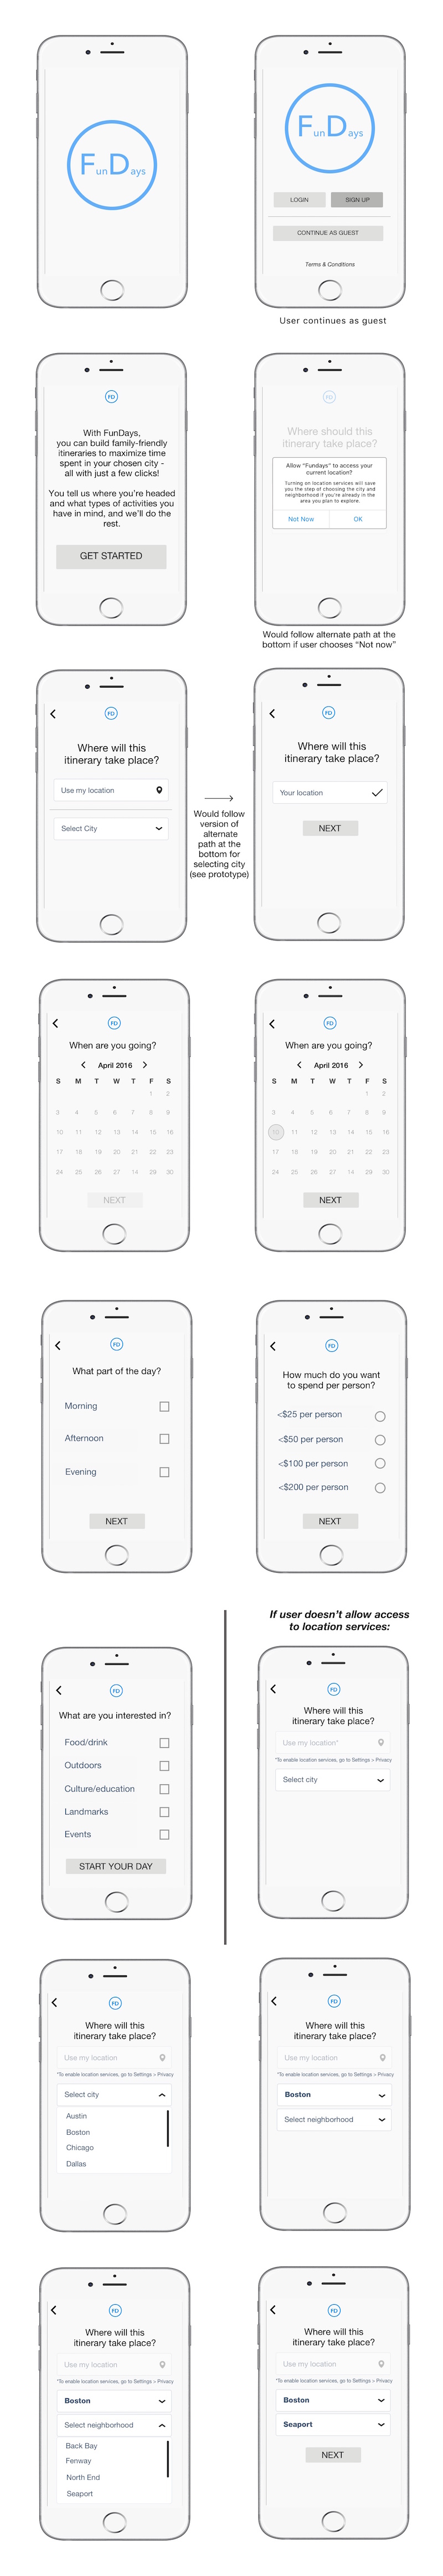 FunDays
FunDays
LOGIN
SIGN UP
CONTINUE AS GUEST
Terms & Conditions
User continues as guest
FD
With FunDays,
you can build family-friendly
itineraries to maximize time
spent in your chosen city -
all with just a few clicks!
You tell us where you're headed
and what types of activities you
have in mind, and we'll do the
rest.
GET STARTED
FD
Where should this
itinerary take place?
Allow "Fundays" to access your
current location?
Turning on location services will save
you the step of choosing the city and
neighborhood if you're already in the
area you plan to explore.
Not Now
OK
Would follow alternate path at the
bottom if user chooses "Not now"
FD
Where will this
itinerary take place?
Use my location
Select City
Would follow
version of
alternate
path at the
bottom for
selecting city
(see prototype)
FD
Where will this
itinerary take place?
Your location
NEXT
FD
When are you going?
April 2016
S M T W T F S
1 2
3 4 5 6 7 8 9
10 11 12 13 14 15 16
17 18 19 20 21 22 23
24 25 26 27 14 29 30
NEXT
FD
When are you going?
April 2016
S M T W T F S
1 2
3 4 5 6 7 8 9
10 11 12 13 14 15 16
17 18 19 20 21 22 23
24 25 26 27 14 29 30
NEXT
FD
What part of the day?
Morning
Afternoon
Evening
NEXT
FD
How much do you want
to spend per person?
<$25 per person
<$50 per person
<$100 per person
<$200 per person
NEXT
FD
What are you interested in?
Food/drink
Outdoors
Culture/education
Landmarks
Events
START YOUR DAY
If user doesn't allow access
to location services:
FD
Where will this
itinerary take place?
Use my location*
*To enable location services, go to Settings > Privacy
Select city
FD
Where will this
itinerary take place?
Use my location
*To enable location services, go to Settings > Privacy
Select city
Austin
Boston
Chicago
Dallas
FD
Where will this
itinerary take place?
Use my location
*To enable location services, go to Settings > Privacy
Boston
Select neighborhood
FD
Where will this
itinerary take place?
Use my location
*To enable location services, go to Settings > Privacy
Boston
Select neighborhood
Back Bay
Fenway
North End
Seaport
FD
Where will this
itinerary take place?
Use my location
*To enable location services, go to Settings > Privacy
Boston
Seaport
NEXT